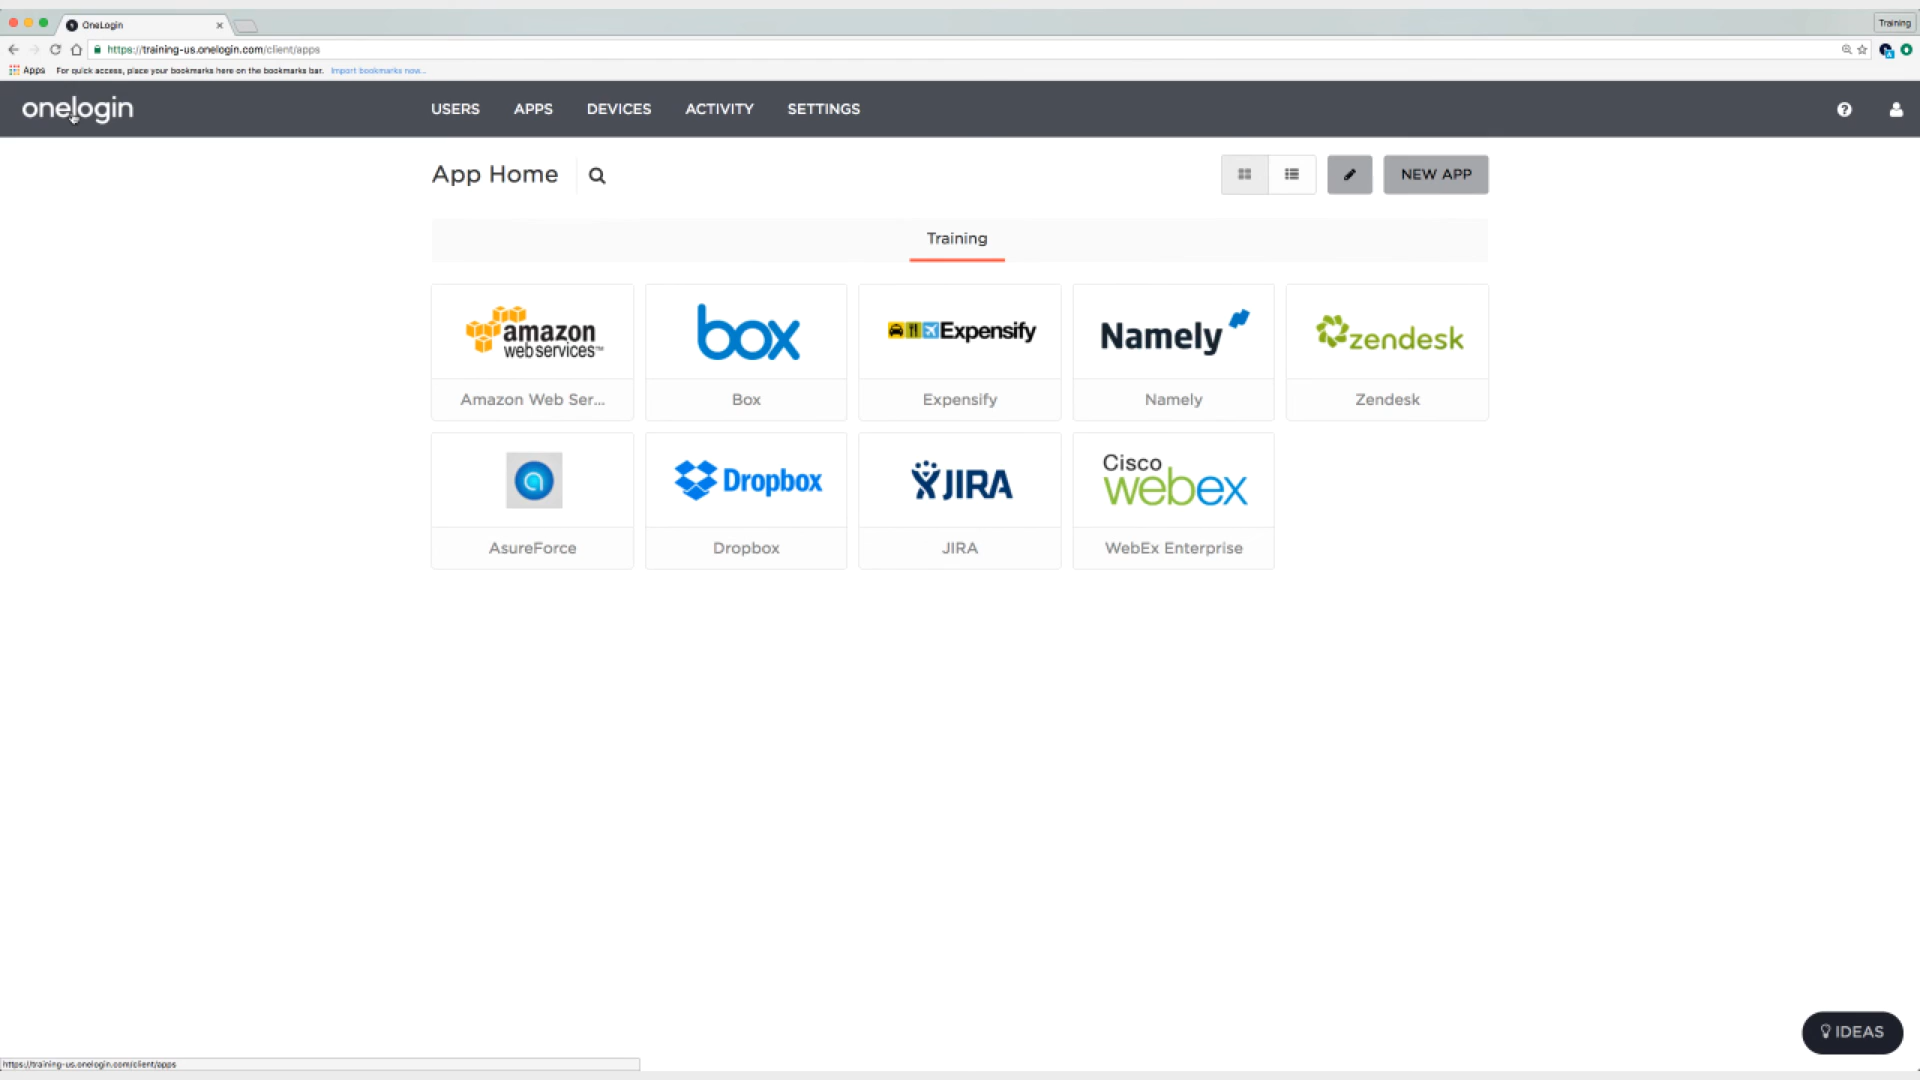 OneLogin
Training
https://training-us.onelogin.com/client/apps
Apps For quick access, place your bookmarks here on the bookmarks bar. Import bookmarks now...
onelogin USERS APPS DEVICES ACTIVITY SETTINGS
App Home NEW APP
Training
amazon
webservices™
box
Expensify
Namely
zendesk
Amazon Web Ser...
Box
Expensify
Namely
Zendesk
a
Dropbox
JIRA
Cisco
webex
AsureForce
Dropbox
JIRA
WebEx Enterprise
IDEAS
https://training-us.onelogin.com/client/apps